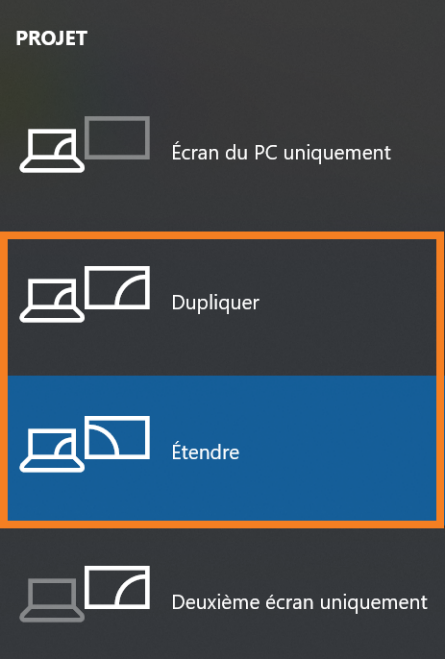 PROJET
Écran du PC uniquement
Dupliquer
Étendre
Deuxième écran uniquement